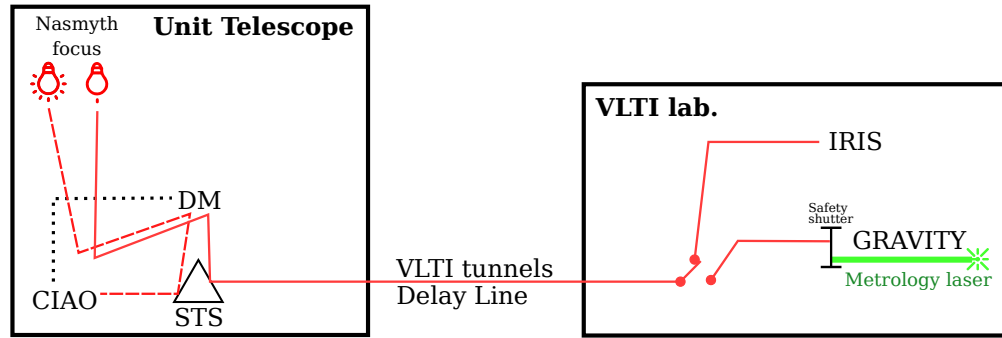 Nasmyth
focus
Unit Telescope
DM
CIAO
STS
VLTI tunnels
Delay Line
VLTI lab.
IRIS
Safety
shutter
GRAVITY
Metrology laser